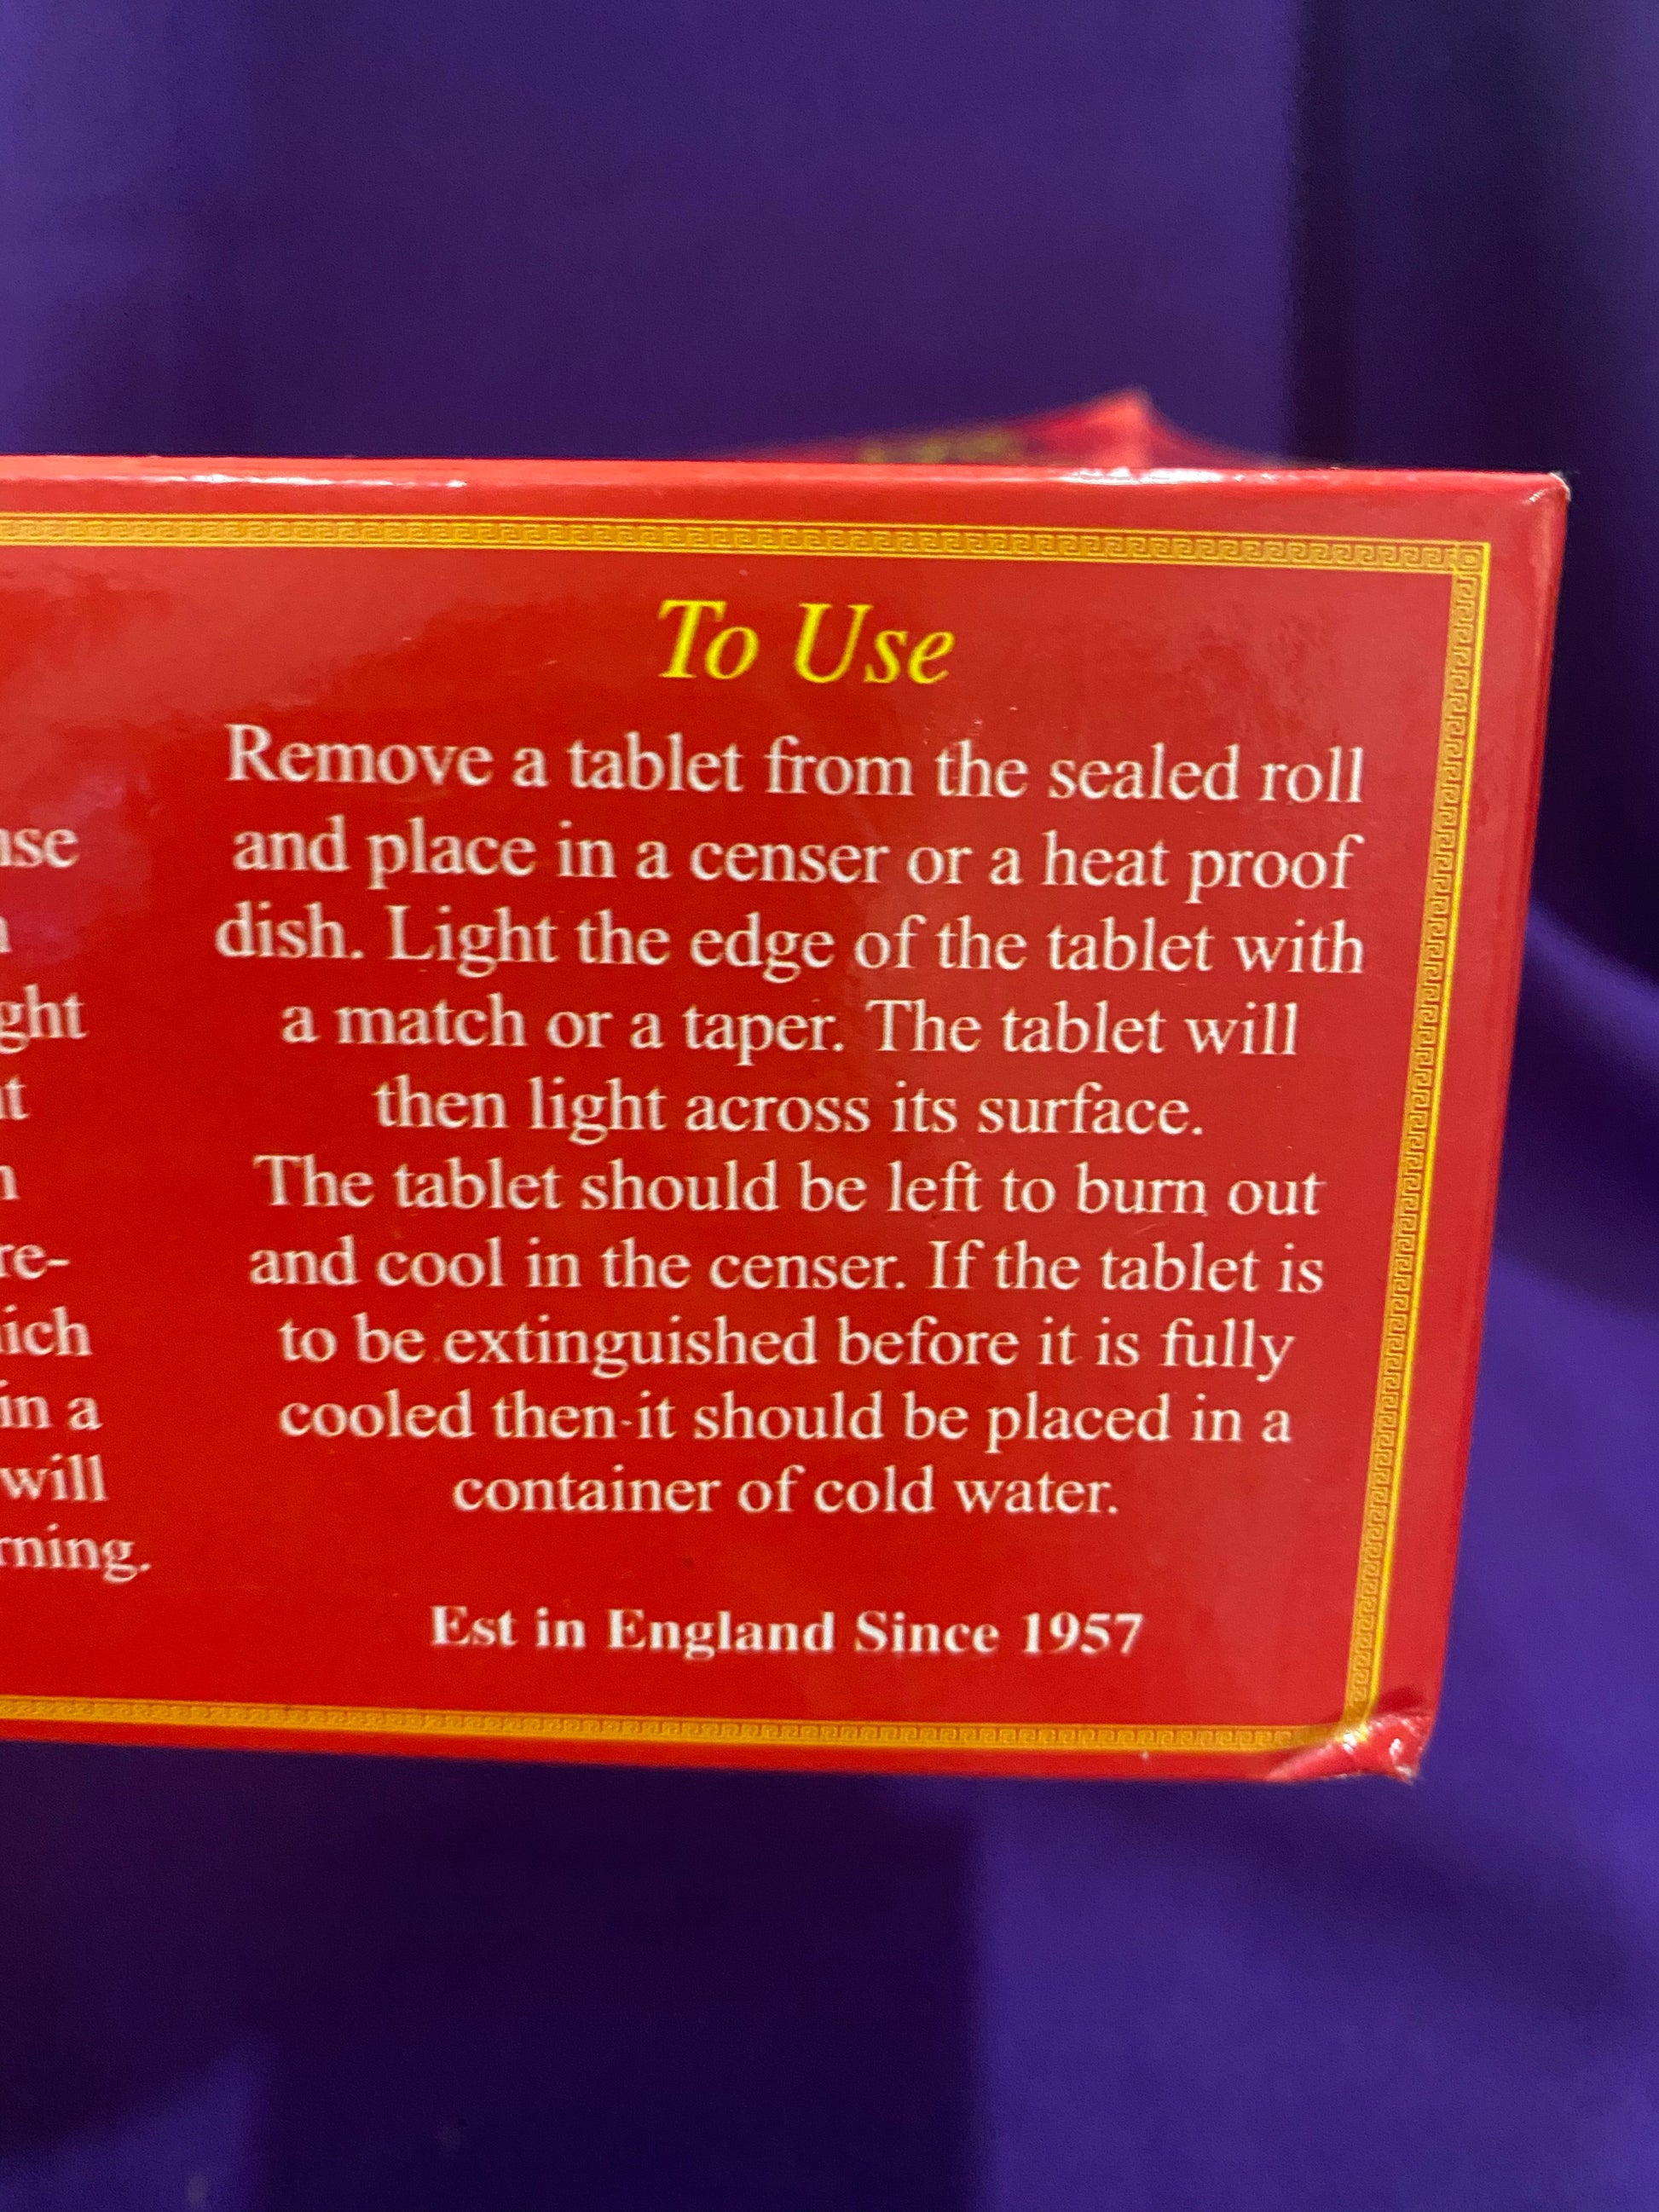 To Use
Remove a tablet from the sealed roll
and place in a censer or a heat proof
dish. Light the edge of the tablet with
a match or a taper. The tablet will
then light across its surface.
The tablet should be left to burn out
and cool in the censer. If the tablet is
to be extinguished before it is fully
cooled then it should be placed in a
container of cold water.
Est in England Since 1957
in a
will